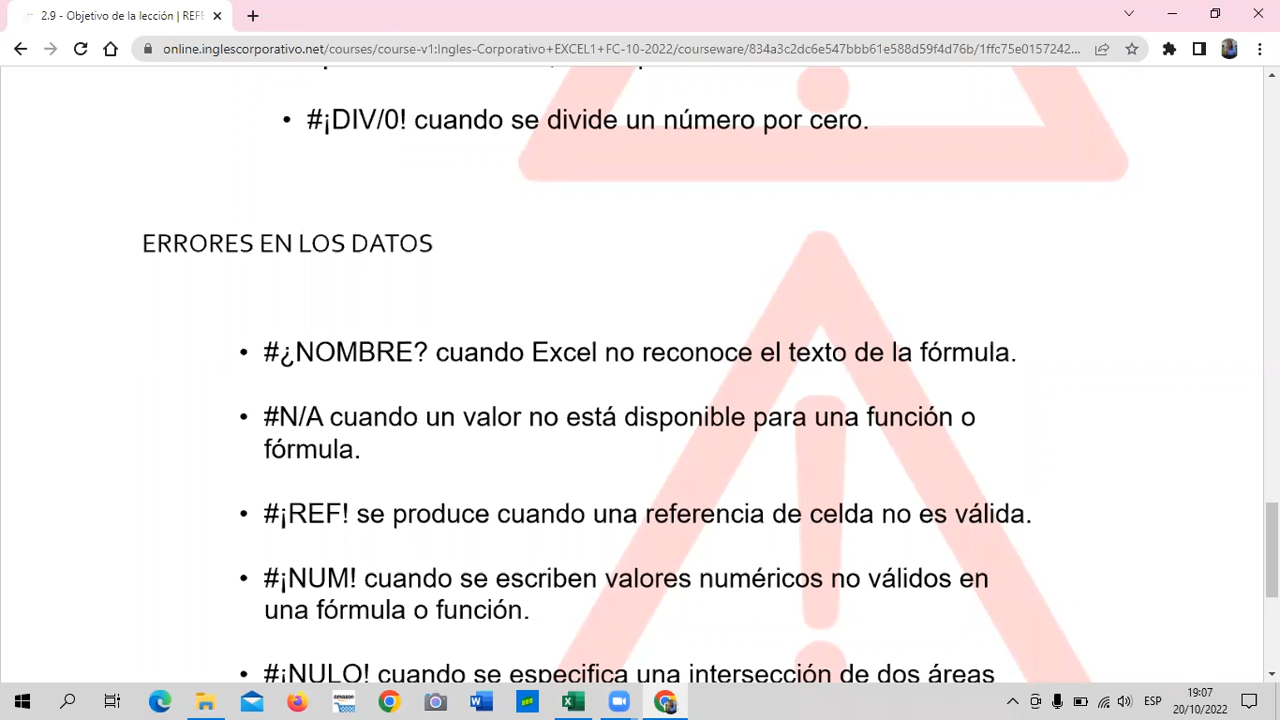 2.9 - Objetivo de la lección | REF!
online.inglescorporativo.net/courses/course-v1:Ingles-Corporativo+EXCEL1+FC-10-2022/courseware/834a3c2dc6e547bbb61e588d59f4d76b/1ffc75e0157242...
• #¡DIV/0! cuando se divide un número por cero.
ERRORES EN LOS DATOS
• #¿NOMBRE? cuando Excel no reconoce el texto de la fórmula.
• #N/A cuando un valor no está disponible para una función o
fórmula.
• #¡REF! se produce cuando una referencia de celda no es válida.
• #¡NUM! cuando se escriben valores numéricos no válidos en
una fórmula o función.
• #¡NULO! cuando se especifica una intersección de dos áreas
ESP
19:07
20/10/2022